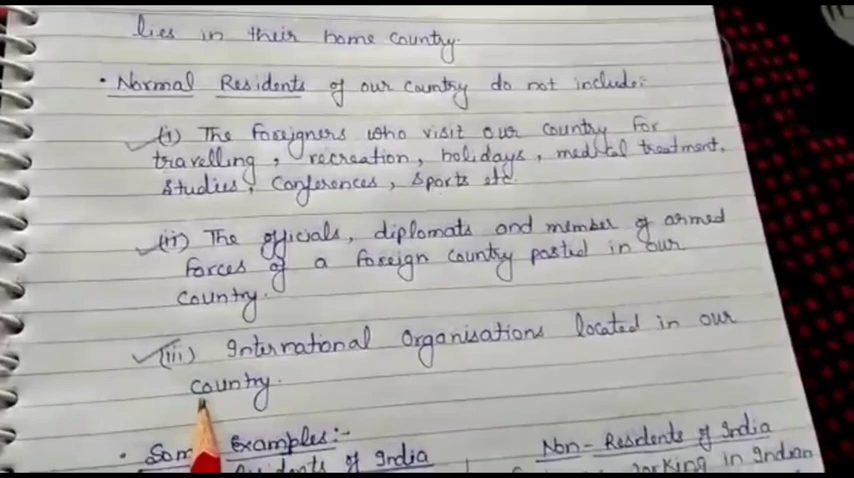 lies in their home country.
• Normal Residents of our country do not include:-
(i) The foreigners who visit our country for
travelling, recreation, holidays, medical treatment,
studies, conferences, sports etc.
(ii) The officials, diplomats and member of armed
forces of a foreign country posted in our
country.
(iii) International Organisations located in our
country.
• Some Examples:-
Non-Residents of India
of India
in Indian